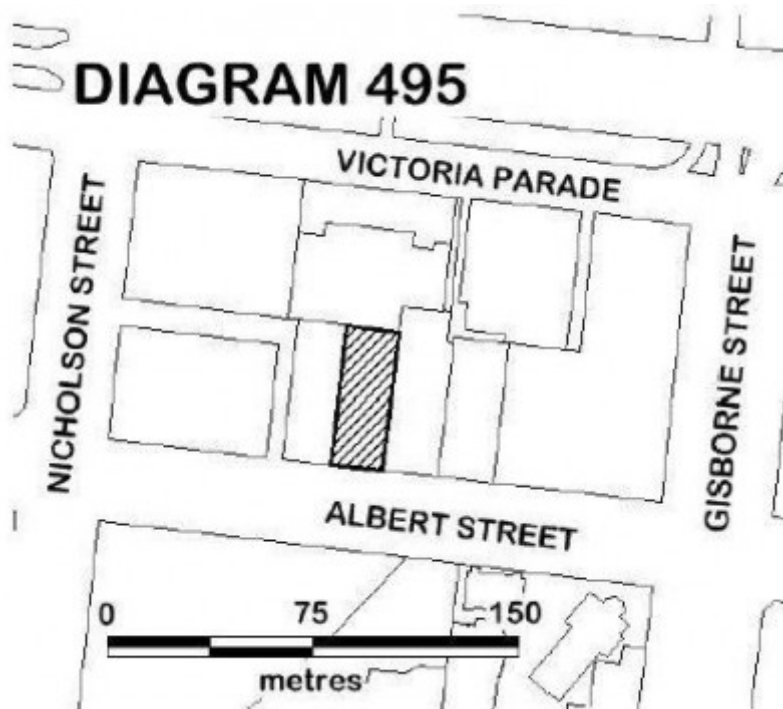 DIAGRAM 495
VICTORIA PARADE
NICHOLSON STREET
GISBORNE STREET
ALBERT STREET
0 75 150
metres